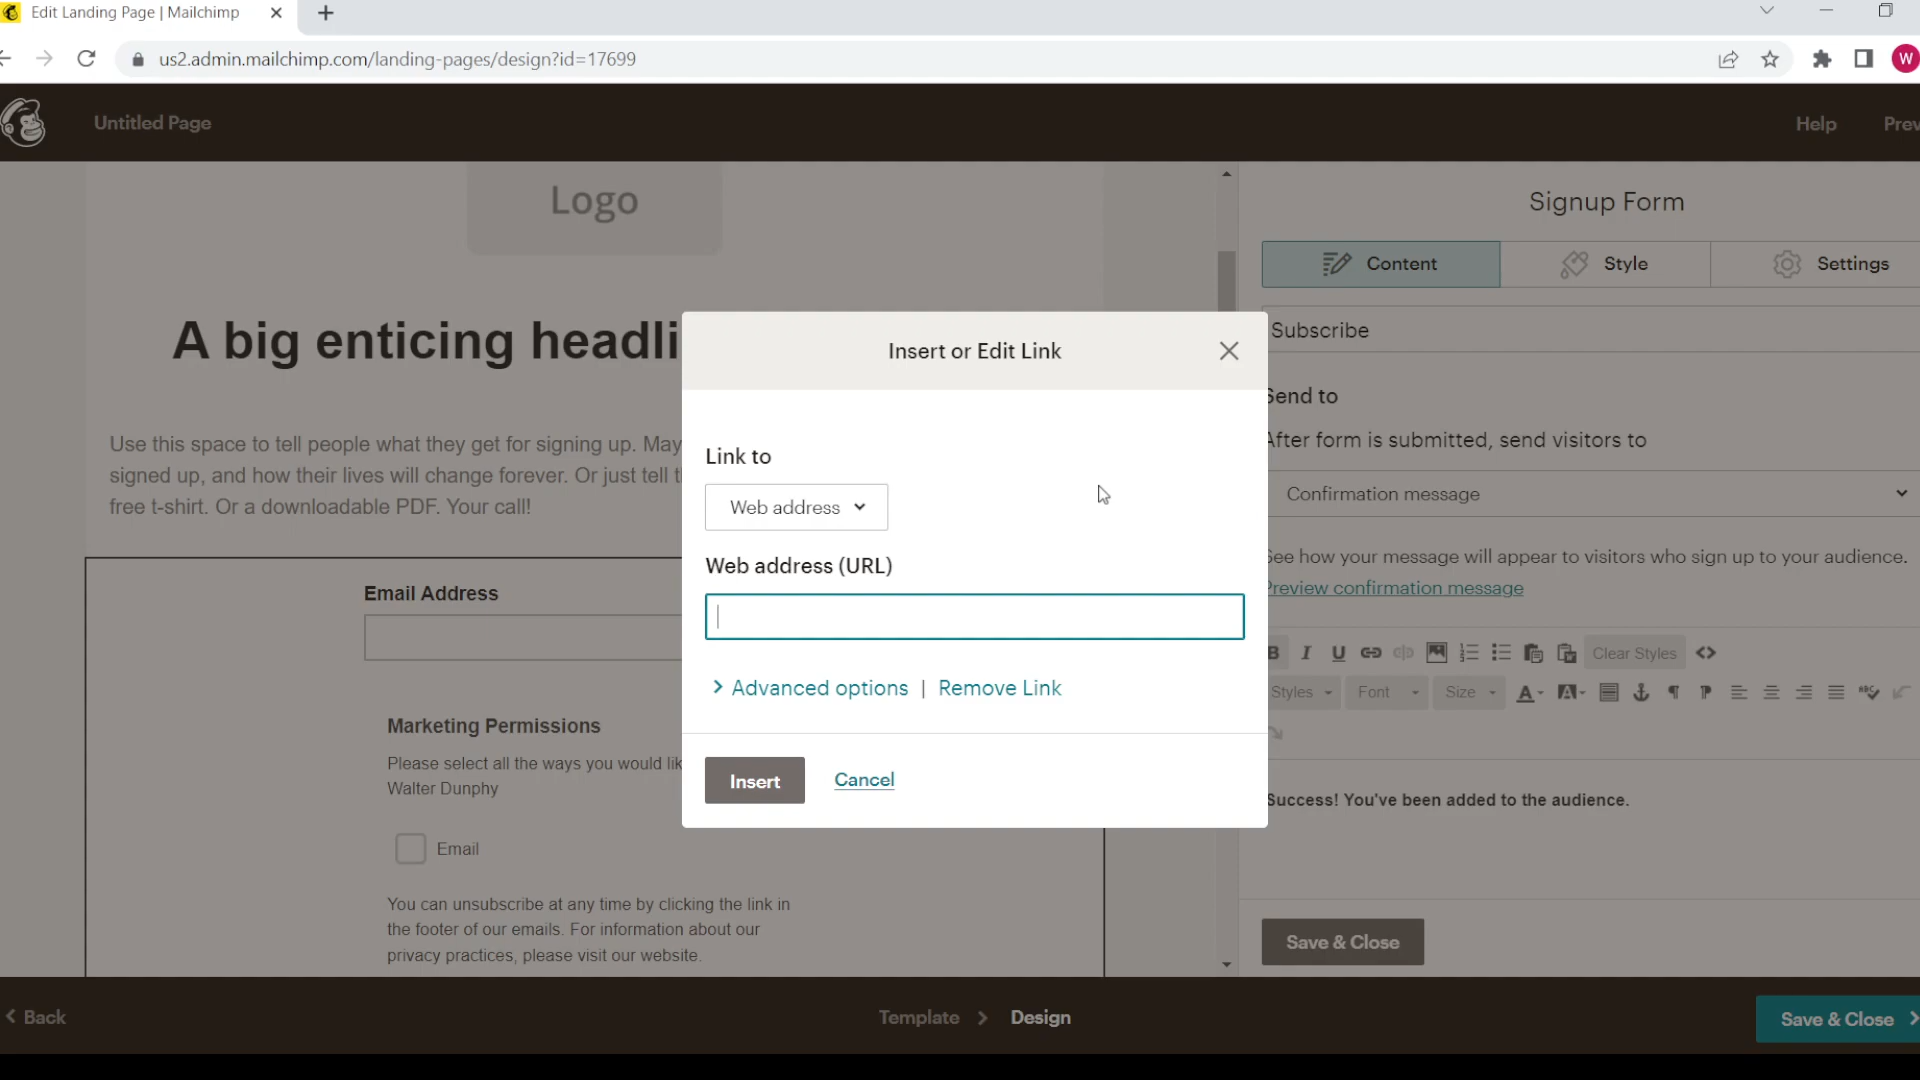 Edit Landing Page | Mailchimp
us2.admin.mailchimp.com/landing-pages/design?id=17699
W
Untitled Page
Help
Prev
Logo
A big enticing headli
Use this space to tell people what they get for signing up. May
signed up, and how their lives will change forever. Or just tell t
free t-shirt. Or a downloadable PDF. Your call!
Email Address
Marketing Permissions
Please select all the ways you would lik
Walter Dunphy
Email
You can unsubscribe at any time by clicking the link in
the footer of our emails. For information about our
privacy practices, please visit our website.
Insert or Edit Link
Link to
Web address
Web address (URL)
Advanced options | Remove Link
Insert
Cancel
Signup Form
Content
Style
Settings
Subscribe
Send to
After form is submitted, send visitors to
Confirmation message
See how your message will appear to visitors who sign up to your audience.
Preview confirmation message
B I U
Clear Styles
Styles
Font
Size
A
A
ABC
Success! You've been added to the audience.
Save & Close
Back
Template
Design
Save & Close